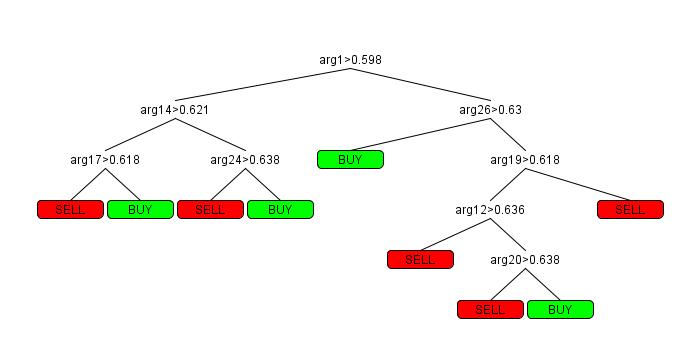 arg1>0.598
arg14>0.621 arg26>0.63
arg17>0.618 arg24>0.638 BUY arg19>0.618
SELL BUY SELL BUY arg12>0.636 SELL
SELL arg20>0.638
SELL BUY